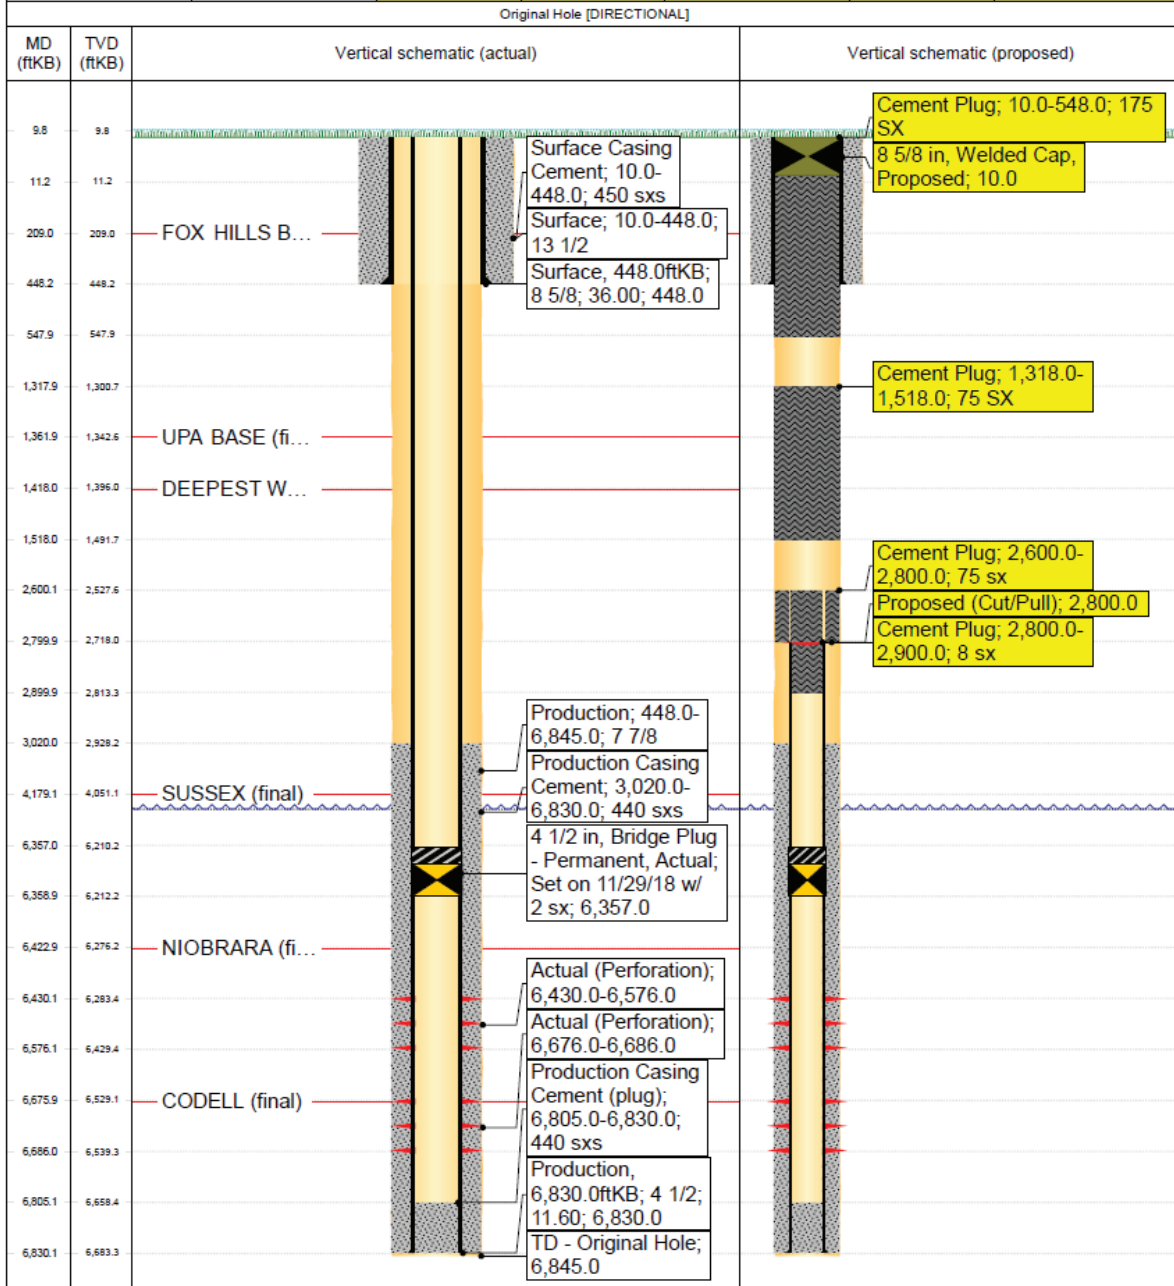 Original Hole [DIRECTIONAL]
MD
(ftKB)
TVD
(ftKB)
Vertical schematic (actual)
Vertical schematic (proposed)
9.8 9.8
11.2 11.2
209.0 209.0
448.2 448.2
547.9 547.9
1,317.9 1,300.7
1,361.9 1,342.6
1,418.0 1,396.0
1,518.0 1,491.7
2,600.1 2,527.6
2,799.9 2,718.0
2,899.9 2,813.3
3,020.0 2,928.2
4,179.1 4,051.1
6,357.0 6,210.2
6,358.9 6,212.2
6,422.9 6,276.2
6,430.1 6,283.4
6,576.1 6,429.4
6,675.9 6,529.1
6,686.0 6,539.3
6,805.1 6,658.4
6,830.1 6,683.3
FOX HILLS B...
UPA BASE (fi...
DEEPEST W...
SUSSEX (final)
NIOBRARA (fi...
CODELL (final)
Surface Casing
Cement; 10.0-
448.0; 450 sxs
Surface; 10.0-448.0;
13 1/2
Surface, 448.0ftKB;
8 5/8; 36.00; 448.0
Production; 448.0-
6,845.0; 7 7/8
Production Casing
Cement; 3,020.0-
6,830.0; 440 sxs
4 1/2 in, Bridge Plug
- Permanent, Actual;
Set on 11/29/18 w/
2 sx; 6,357.0
Actual (Perforation);
6,430.0-6,576.0
Actual (Perforation);
6,676.0-6,686.0
Production Casing
Cement (plug);
6,805.0-6,830.0;
440 sxs
Production,
6,830.0ftKB; 4 1/2;
11.60; 6,830.0
TD - Original Hole;
6,845.0
Cement Plug; 10.0-548.0; 175
SX
8 5/8 in, Welded Cap,
Proposed; 10.0
Cement Plug; 1,318.0-
1,518.0; 75 SX
Cement Plug; 2,600.0-
2,800.0; 75 sx
Proposed (Cut/Pull); 2,800.0
Cement Plug; 2,800.0-
2,900.0; 8 sx